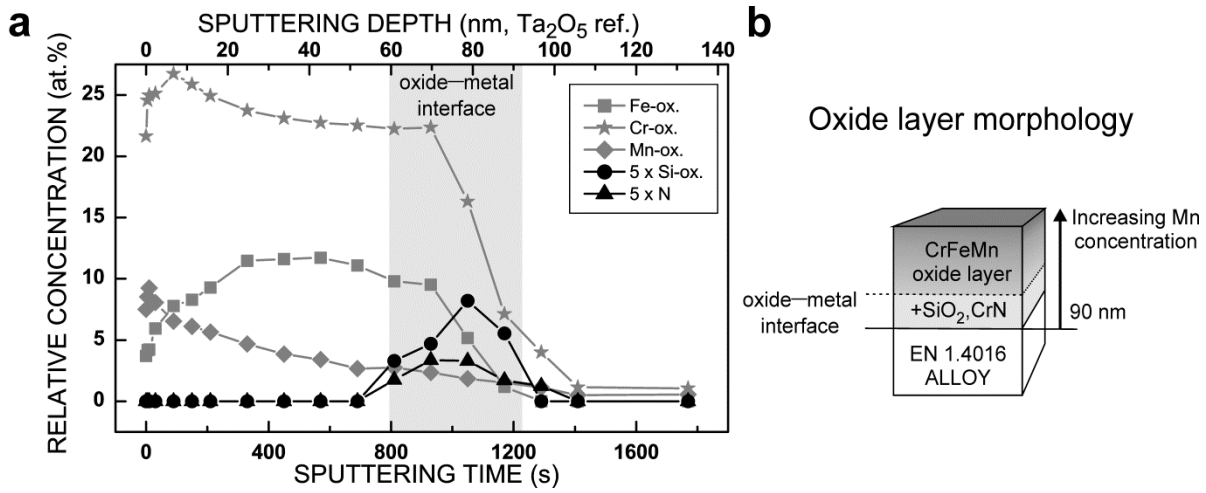 a
SPUTTERING DEPTH (nm, Ta2O5 ref.)
0 20 40 60 80 100 120 140
RELATIVE CONCENTRATION (at.%)
25
20
15
10
5
0
oxide—metal
interface
Fe-ox.
Cr-ox.
Mn-ox.
5 x Si-ox.
5 x N
0 400 800 1200 1600
SPUTTERING TIME (s)
b
Oxide layer morphology
Increasing Mn
concentration
CrFeMn
oxide layer
oxide—metal
interface
+SiO2,CrN
90 nm
EN 1.4016
ALLOY